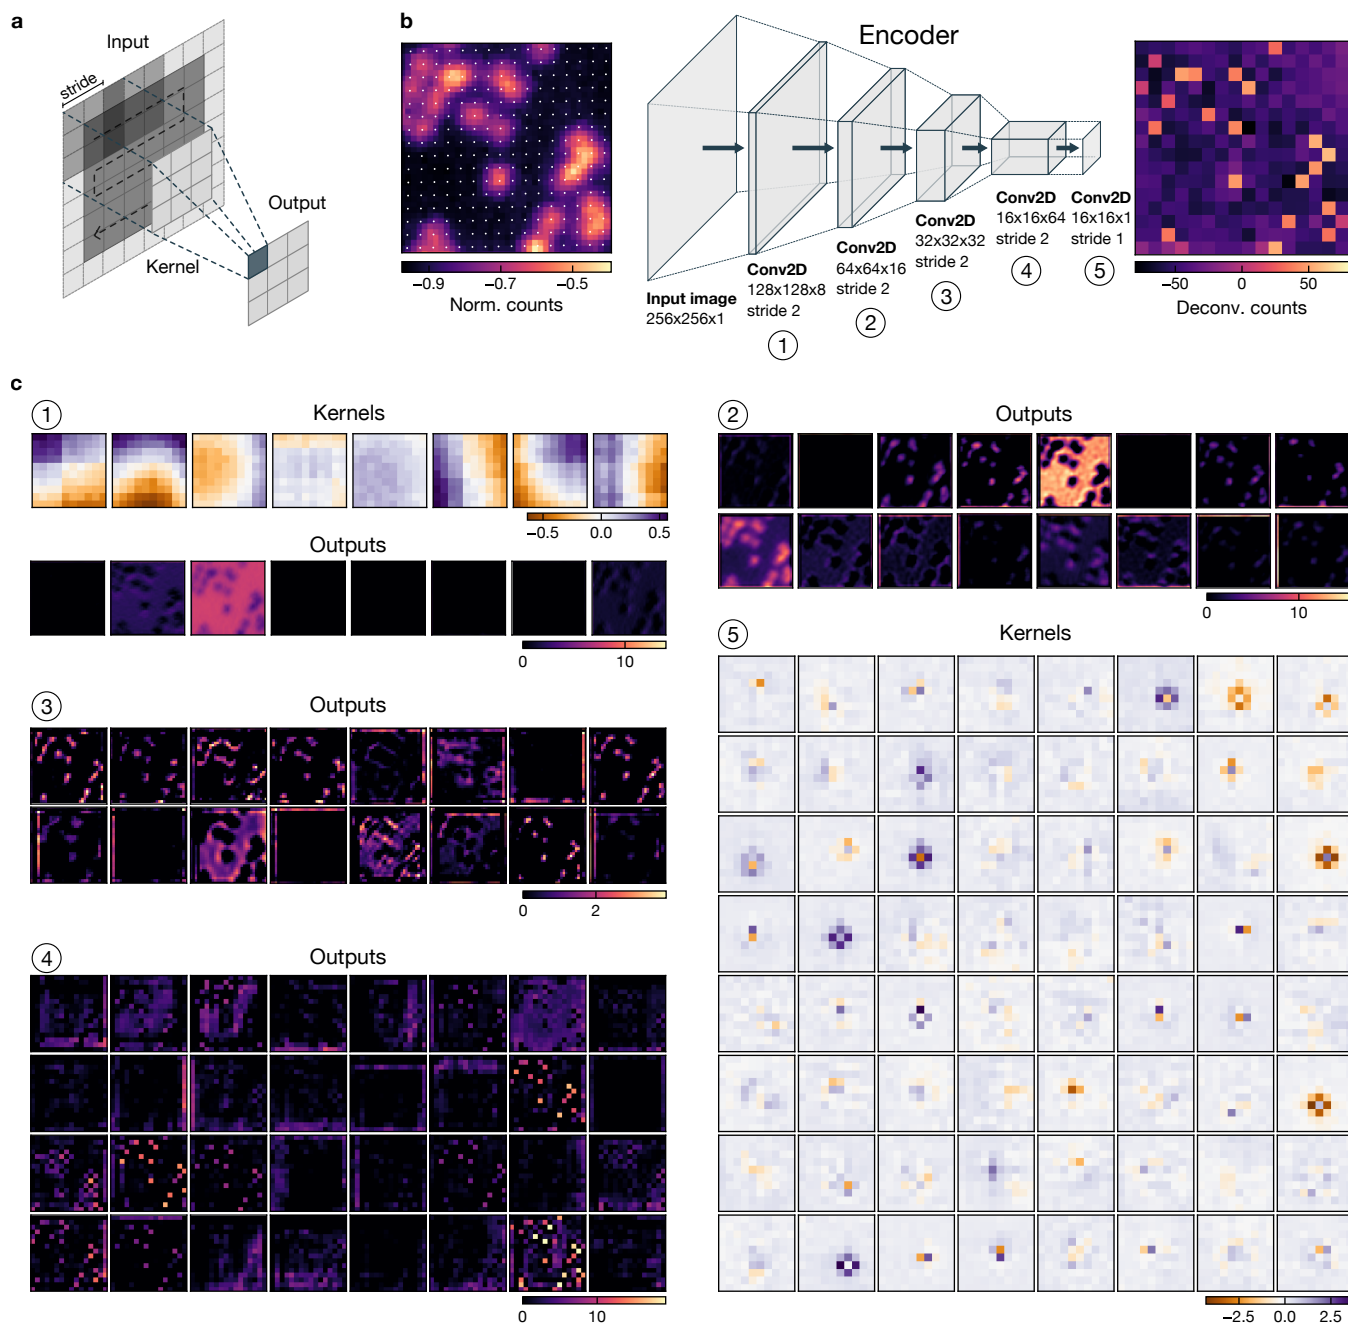 a
Input
stride
Kernel
Output
b
−0.9 −0.7 −0.5
Norm. counts
Encoder
Input image
256x256x1
Conv2D
128x128x8
stride 2
1
Conv2D
64x64x16
stride 2
2
Conv2D
32x32x32
stride 2
3
Conv2D
16x16x64
stride 2
4
Conv2D
16x16x1
stride 1
5
−50 0 50
Deconv. counts
c
1
Kernels
−0.5 0.0 0.5
Outputs
0 10
2
Outputs
0 10
3
Outputs
0 2
4
Outputs
0 10
5
Kernels
−2.5 0.0 2.5